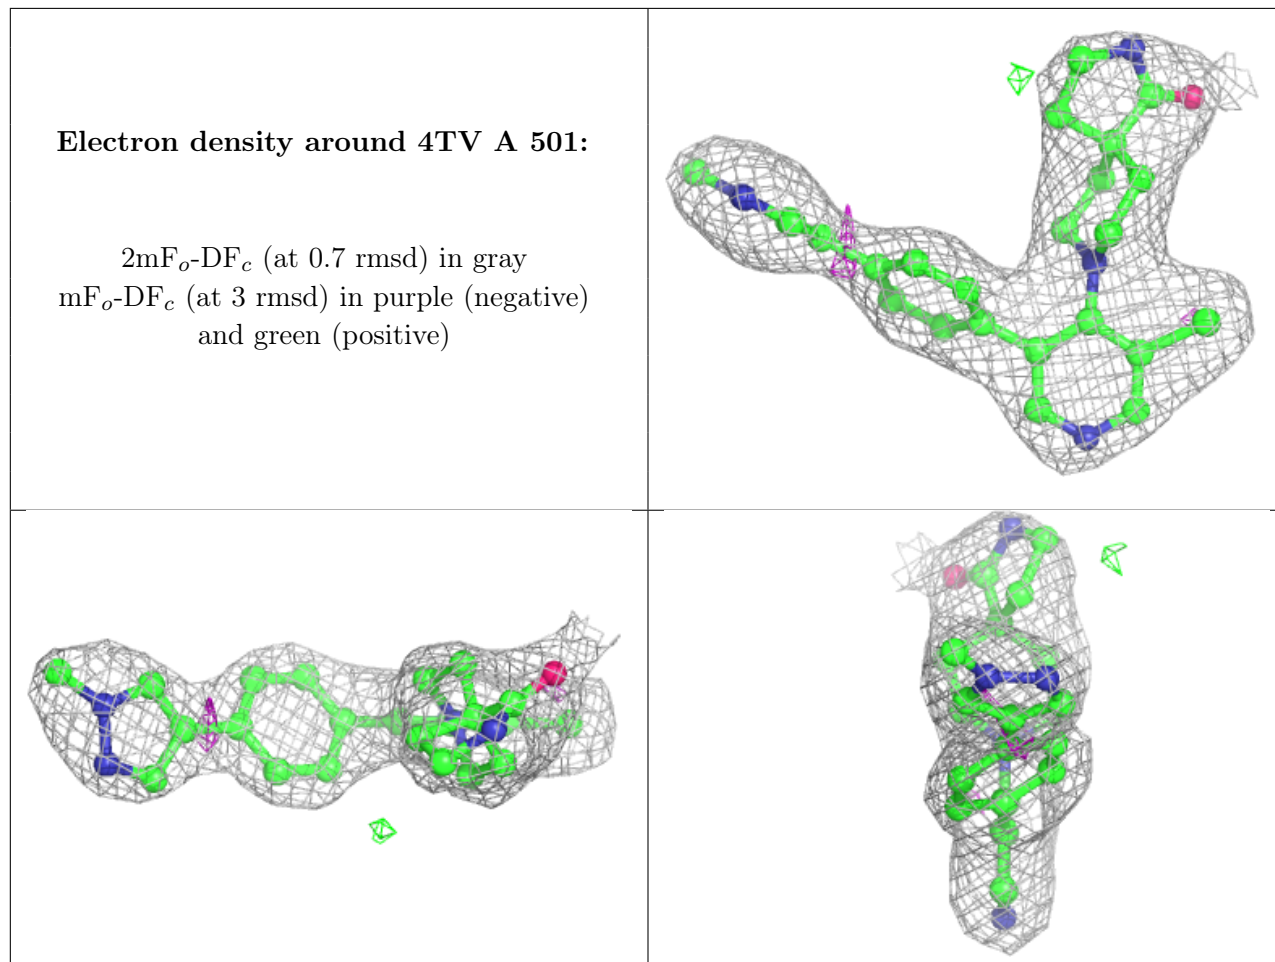 Electron density around 4TV A 501:
2mFo-DFc (at 0.7 rmsd) in gray
mFo-DFc (at 3 rmsd) in purple (negative)
and green (positive)